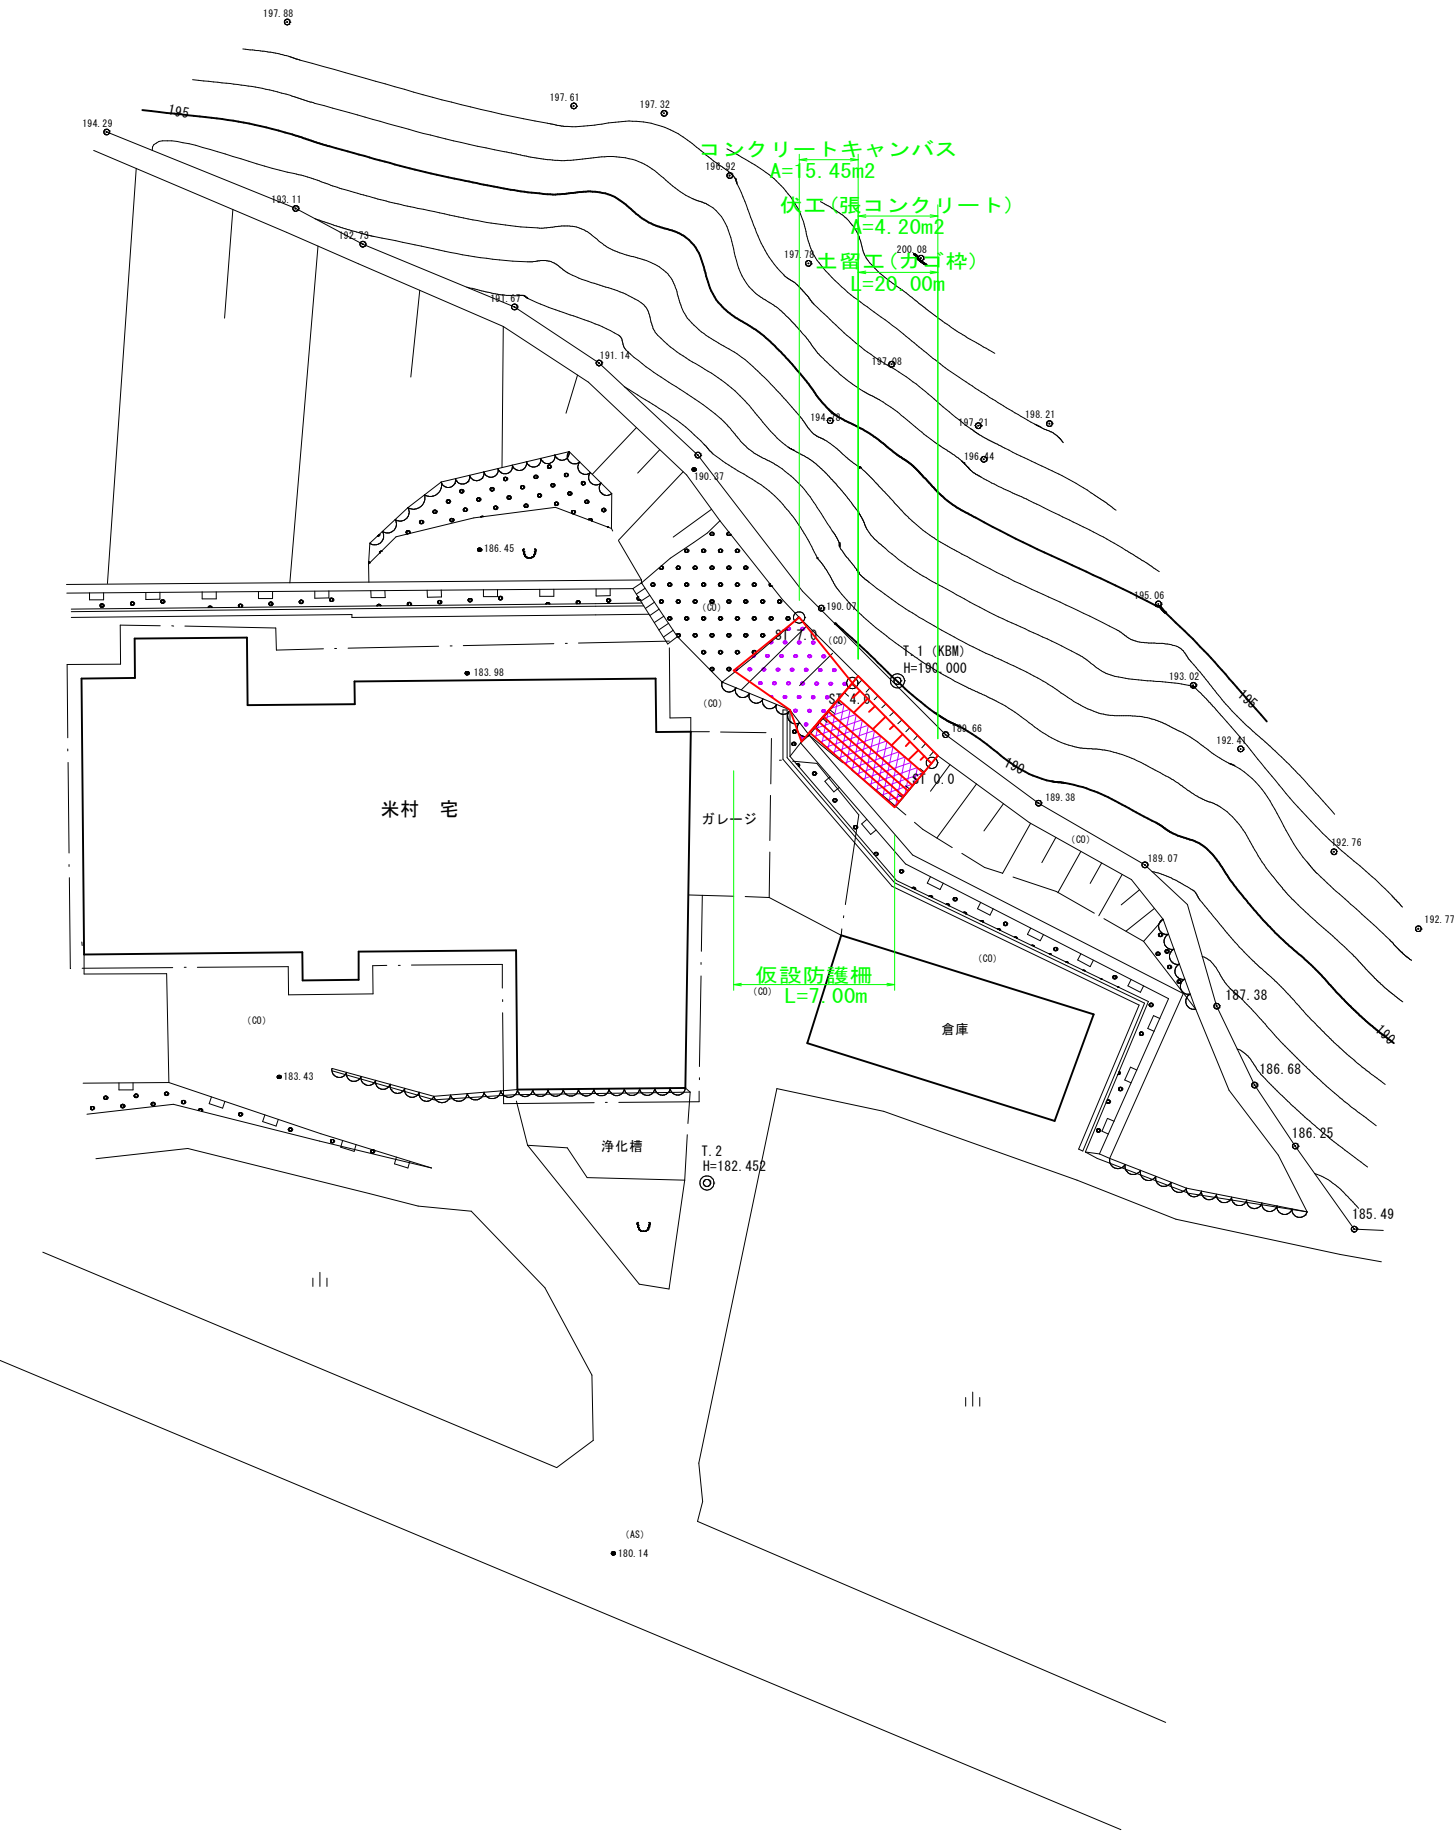 197.88
197.61
197.32
195
194.29
コンクリートキャンバス
A=15.45m2
196.92
193.11
伏工(張コンクリート)
A=4.20m2
192.73
197.78
200.08
土留工(カゴ枠)
L=20.00m
191.67
191.14
197.08
194.18
198.21
197.21
196.44
190.37
186.45
(CO)
190.07
195.06
ST 7.0
(CO)
T.1 (KBM)
H=190.000
183.98
193.02
(CO)
ST 4.0
195
189.66
192.41
190
ST 0.0
米村 宅
ガレージ
189.38
(CO)
192.76
189.07
192.77
(CO)
仮設防護柵
L=7.00m
(CO)
187.38
(CO)
倉庫
190
186.68
183.43
浄化槽
T.2
H=182.452
186.25
185.49
(AS)
180.14